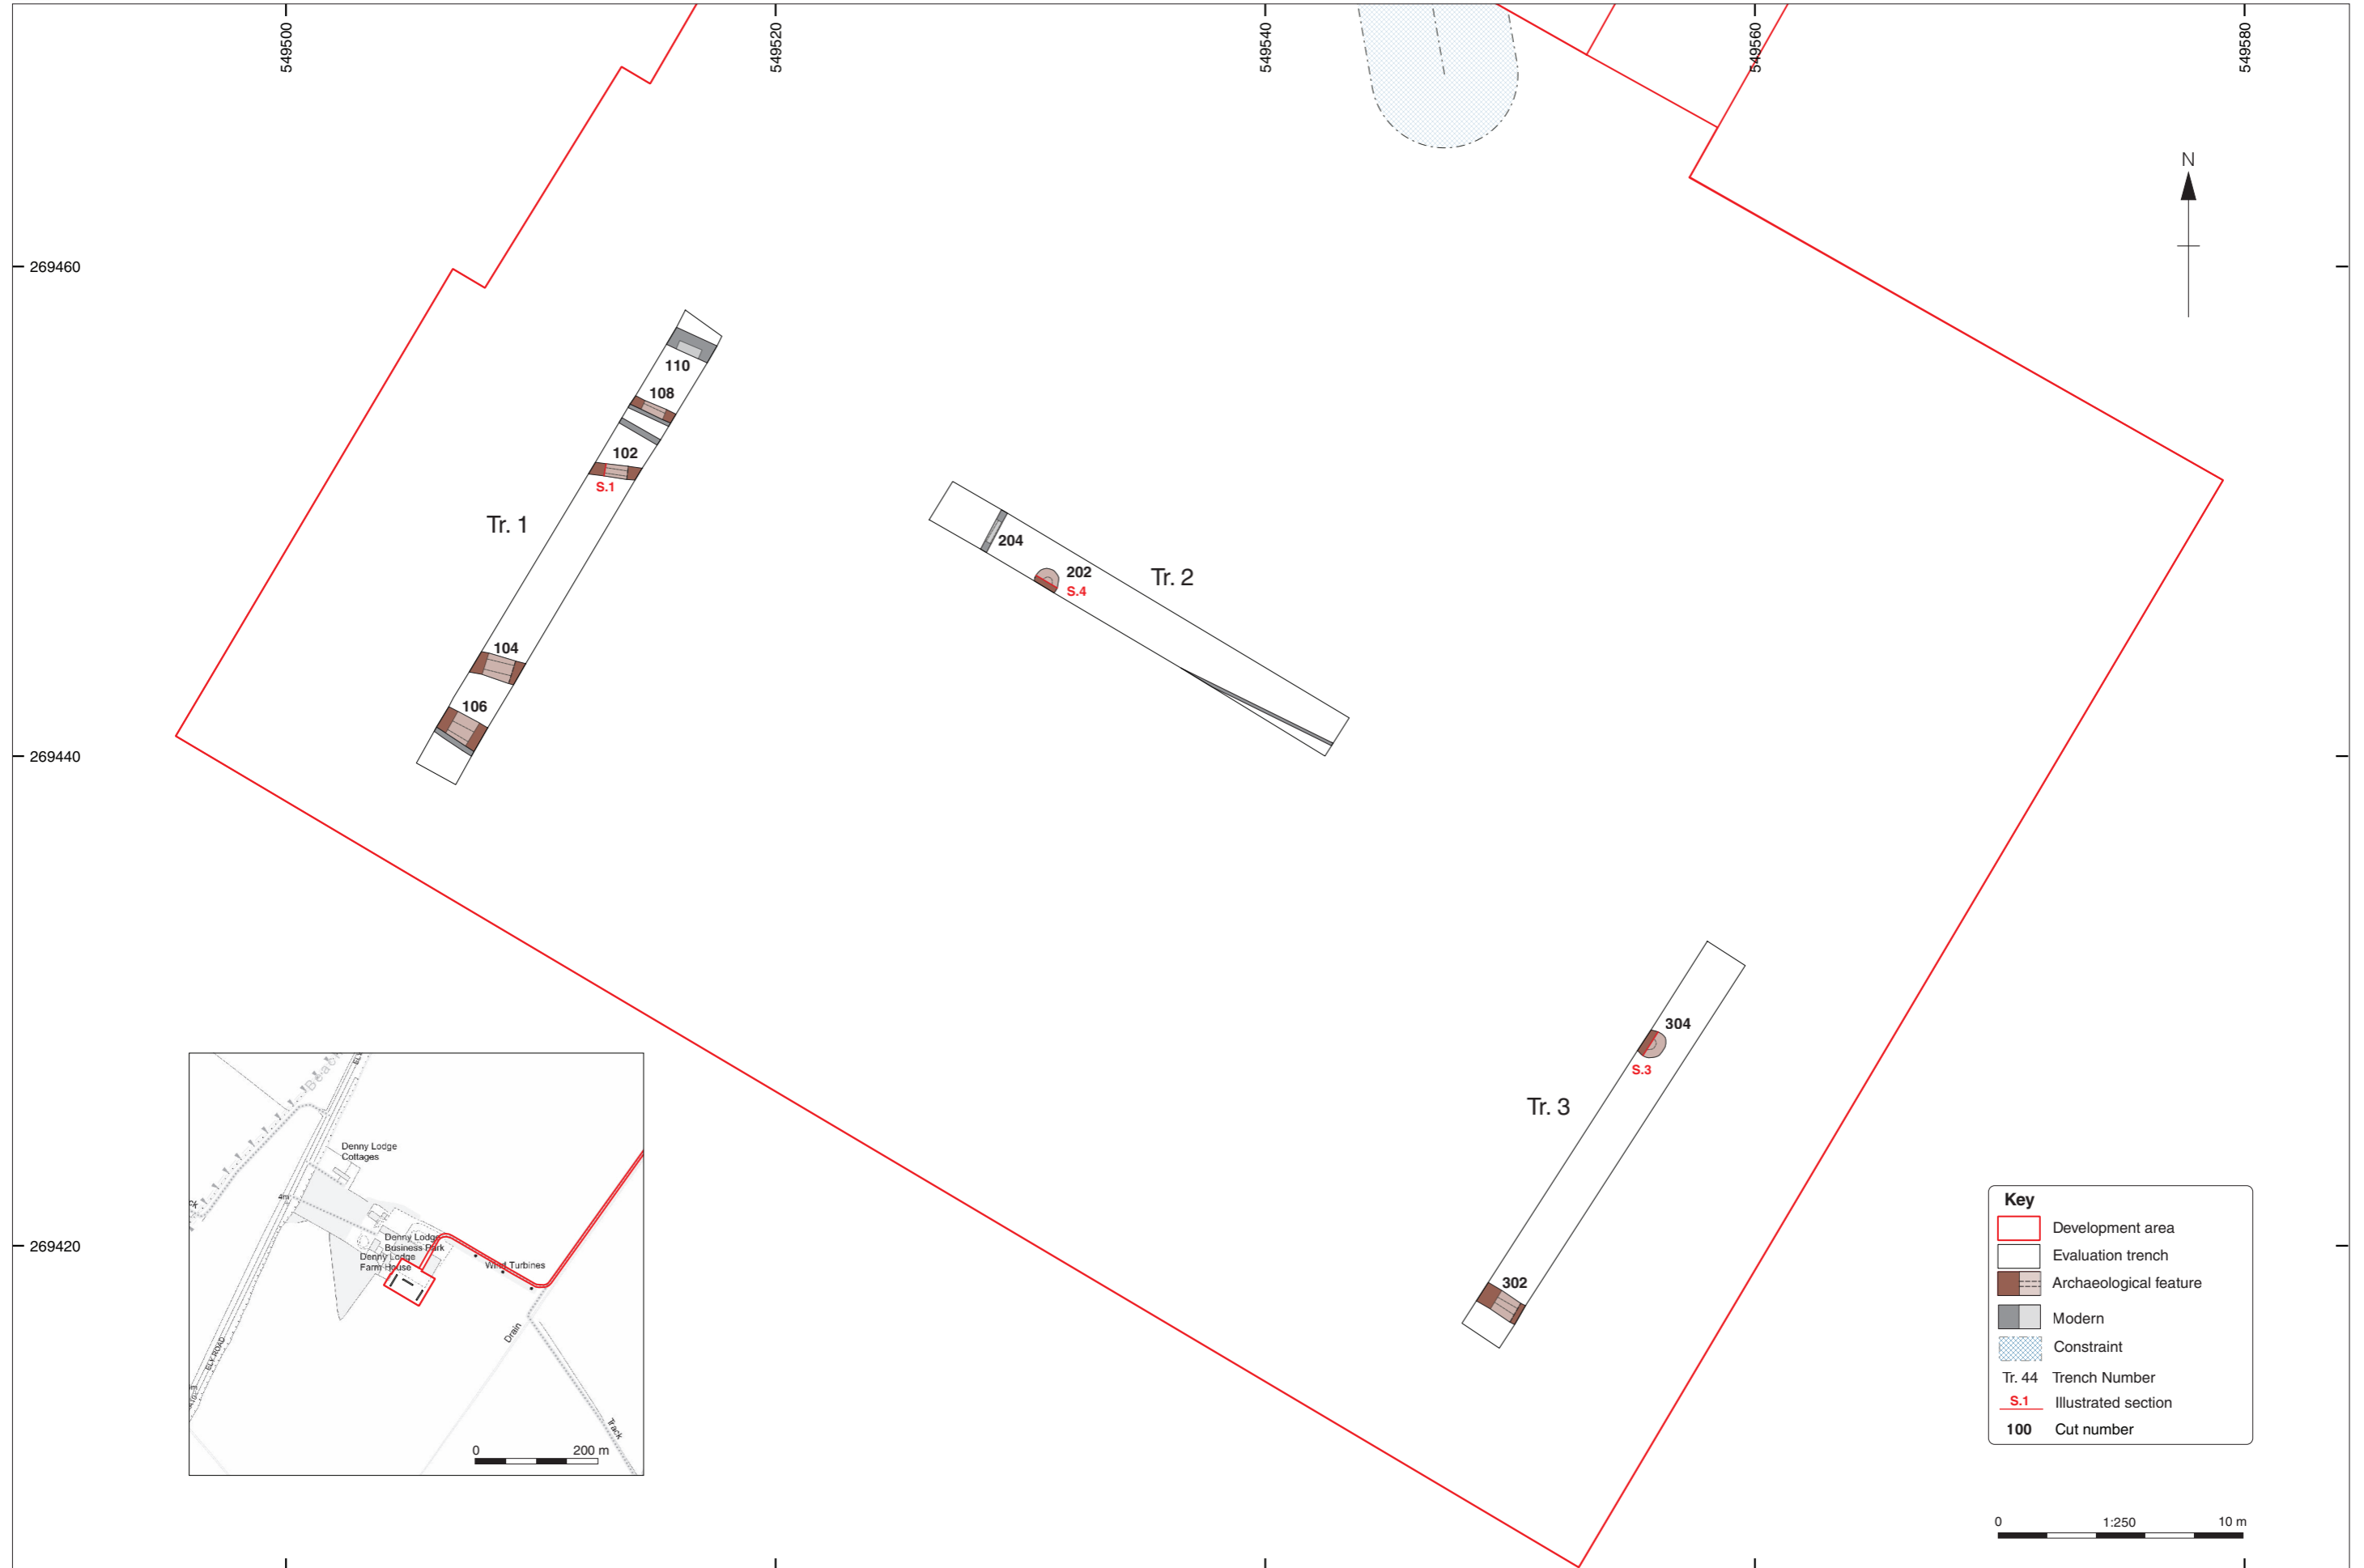 549500
549520
549540
549560
549580
N
269460
269440
269420
110
108
102
S.1
Tr. 1
104
106
204
202
S.4
Tr. 2
304
S.3
Tr. 3
302
Denny Lodge
Cottages
4m
Denny Lodge
Business Park
Denny Lodge
Farm House
Wind Turbines
ELY ROAD
Drain
Track
0 200 m
Key
Development area
Evaluation trench
Archaeological feature
Modern
Constraint
Tr. 44 Trench Number
S.1 Illustrated section
100 Cut number
0 1:250 10 m